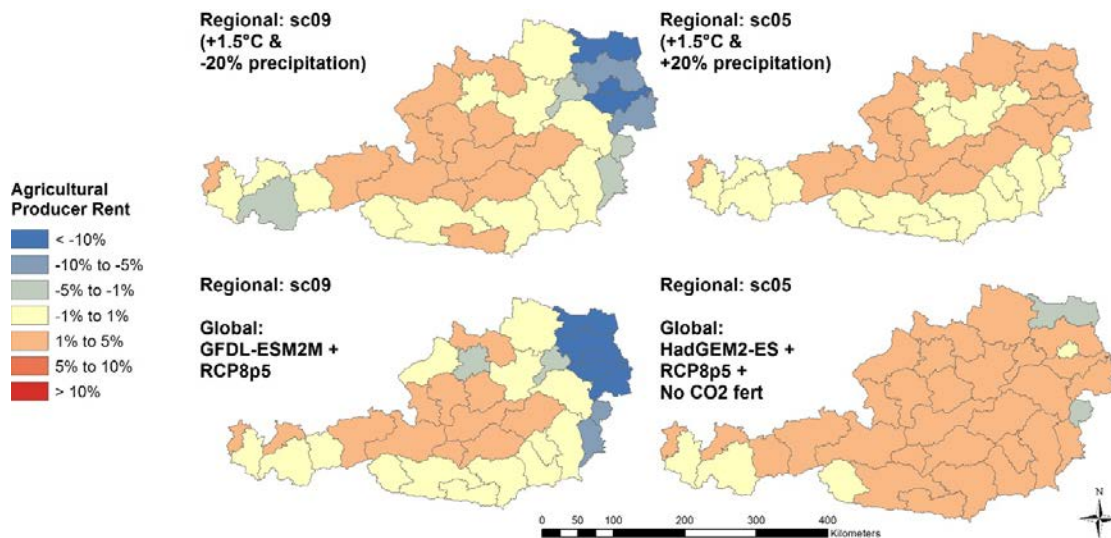 Regional: sc09
(+1.5°C &
-20% precipitation)
Regional: sc05
(+1.5°C &
+20% precipitation)
Agricultural
Producer Rent
< -10%
-10% to -5%
-5% to -1%
-1% to 1%
1% to 5%
5% to 10%
> 10%
Regional: sc09
Global:
GFDL-ESM2M +
RCP8p5
Regional: sc05
Global:
HadGEM2-ES +
RCP8p5 +
No CO2 fert
0 50 100 200 300 400
Kilometers
N